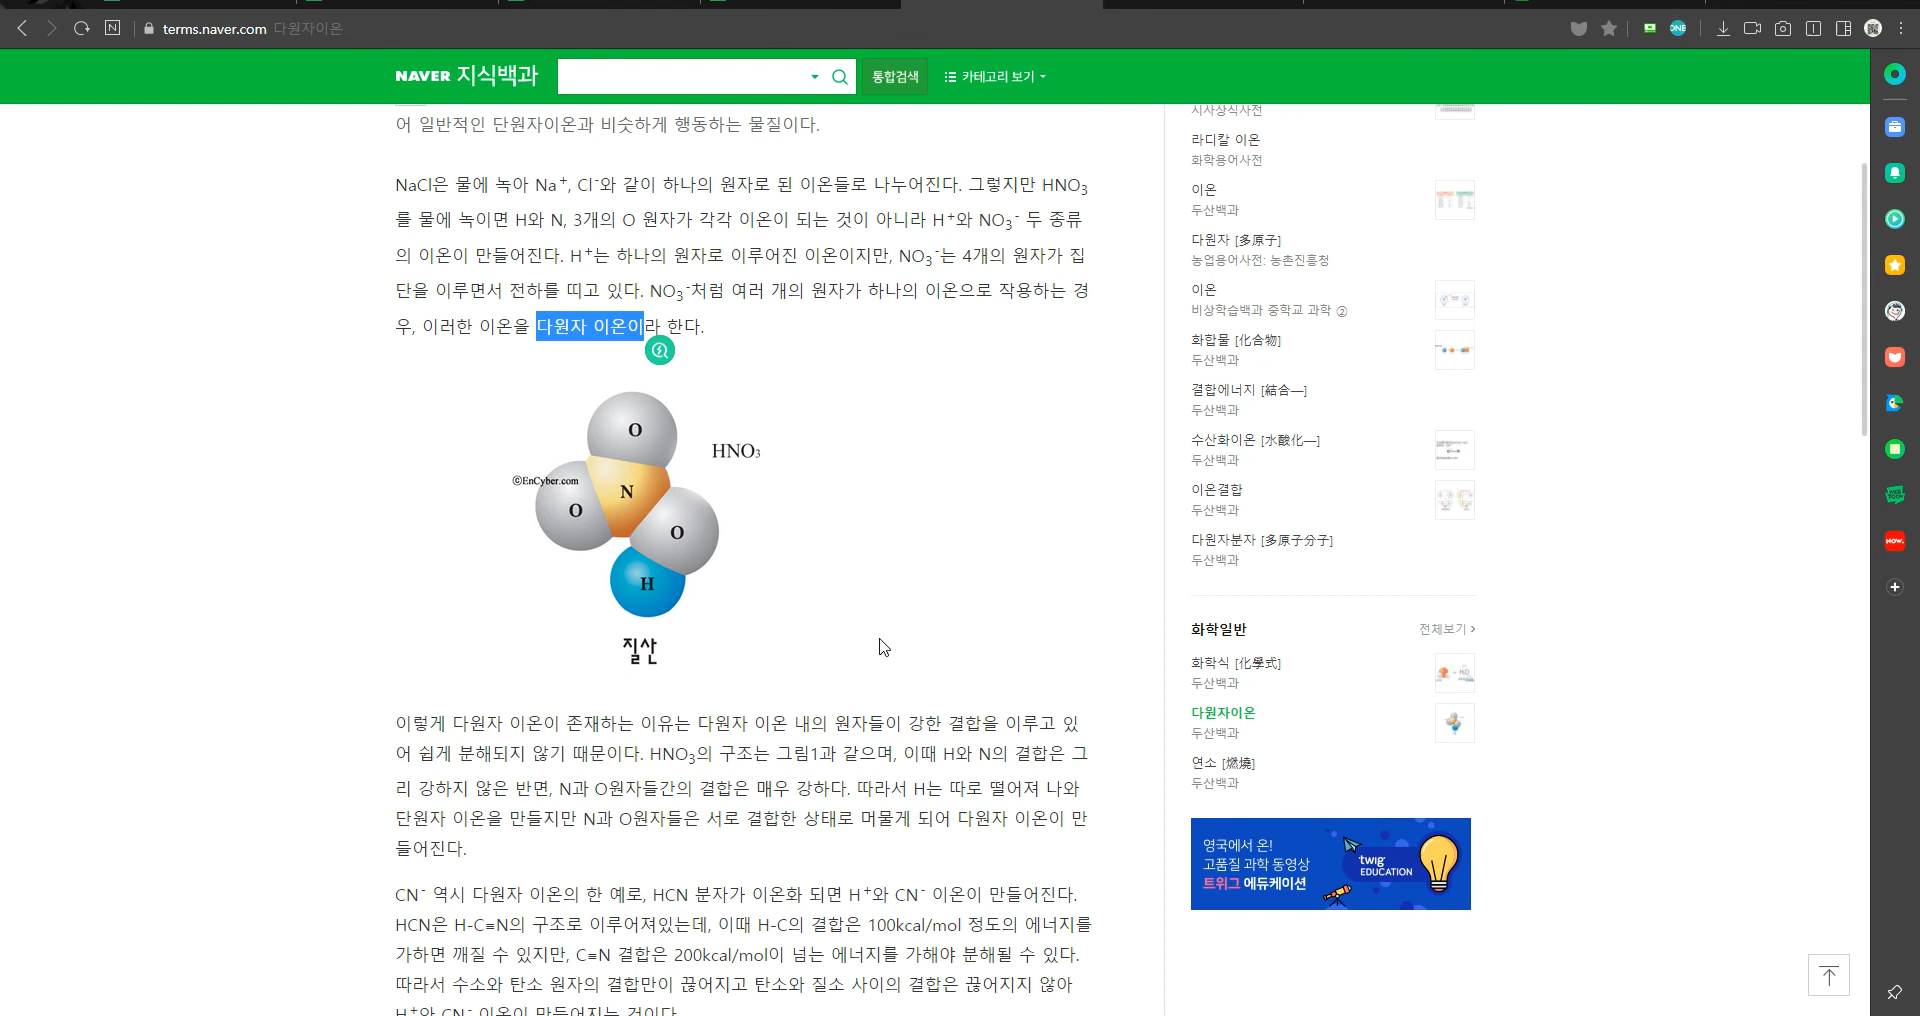 terms.naver.com 다원자이온
NAVER 지식백과
통합검색
카테고리 보기
어 일반적인 단원자이온과 비슷하게 행동하는 물질이다.
NaCl은 물에 녹아 Na⁺, Cl⁻와 같이 하나의 원자로 된 이온들로 나누어진다. 그렇지만 HNO₃
를 물에 녹이면 H와 N, 3개의 O 원자가 각각 이온이 되는 것이 아니라 H⁺와 NO₃⁻ 두 종류
의 이온이 만들어진다. H⁺는 하나의 원자로 이루어진 이온이지만, NO₃⁻는 4개의 원자가 집
단을 이루면서 전하를 띠고 있다. NO₃⁻처럼 여러 개의 원자가 하나의 이온으로 작용하는 경
우, 이러한 이온을 다원자 이온이라 한다.
O
HNO₃
©EnCyber.com
N
O
O
H
질산
이렇게 다원자 이온이 존재하는 이유는 다원자 이온 내의 원자들이 강한 결합을 이루고 있
어 쉽게 분해되지 않기 때문이다. HNO₃의 구조는 그림1과 같으며, 이때 H와 N의 결합은 그
리 강하지 않은 반면, N과 O원자들간의 결합은 매우 강하다. 따라서 H는 따로 떨어져 나와
단원자 이온을 만들지만 N과 O원자들은 서로 결합한 상태로 머물게 되어 다원자 이온이 만
들어진다.
CN⁻ 역시 다원자 이온의 한 예로, HCN 분자가 이온화 되면 H⁺와 CN⁻ 이온이 만들어진다.
HCN은 H-C≡N의 구조로 이루어져있는데, 이때 H-C의 결합은 100kcal/mol 정도의 에너지를
가하면 깨질 수 있지만, C≡N 결합은 200kcal/mol이 넘는 에너지를 가해야 분해될 수 있다.
따라서 수소와 탄소 원자의 결합만이 끊어지고 탄소와 질소 사이의 결합은 끊어지지 않아
H⁺와 CN⁻ 이온이 만들어지는 것이다.
시사상식사전
라디칼 이온
화학용어사전
이온
두산백과
다원자 [多原子]
농업용어사전: 농촌진흥청
이온
비상학습백과 중학교 과학 ②
화합물 [化合物]
두산백과
결합에너지 [結合―]
두산백과
수산화이온 [水酸化―]
두산백과
이온결합
두산백과
다원자분자 [多原子分子]
두산백과
화학일반
전체보기 >
화학식 [化學式]
두산백과
다원자이온
두산백과
연소 [燃燒]
두산백과
영국에서 온!
고품질 과학 동영상
트위그 에듀케이션
twig
EDUCATION
ONE
NOW.